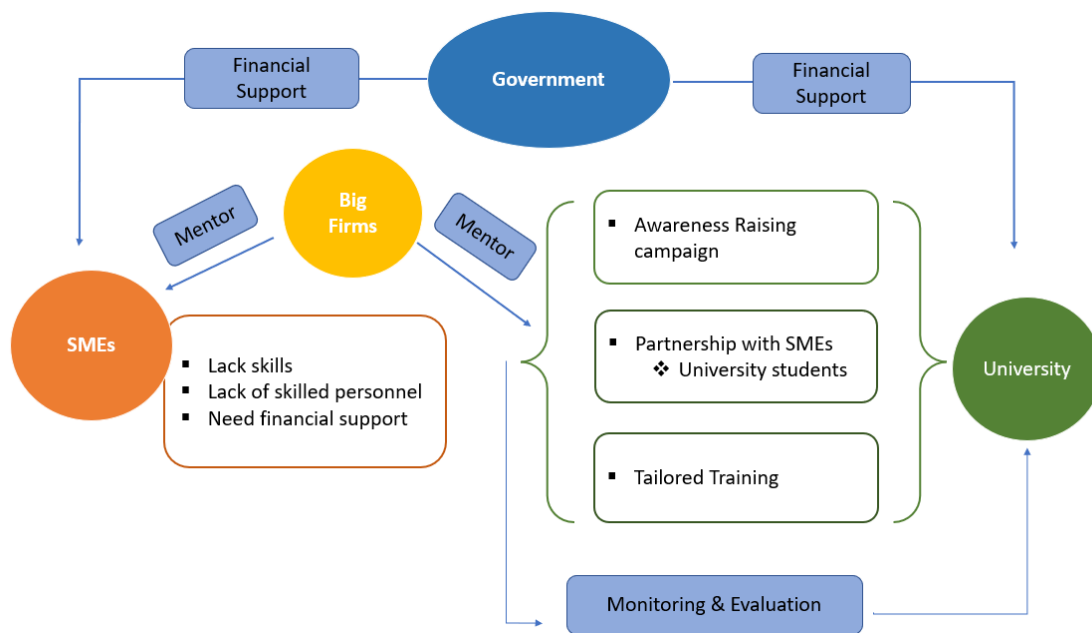 Financial
Support
Government
Financial
Support
Big
Firms
Mentor
Mentor
SMEs
▪ Lack skills
▪ Lack of skilled personnel
▪ Need financial support
▪ Awareness Raising
campaign
▪ Partnership with SMEs
❖ University students
▪ Tailored Training
University
Monitoring & Evaluation